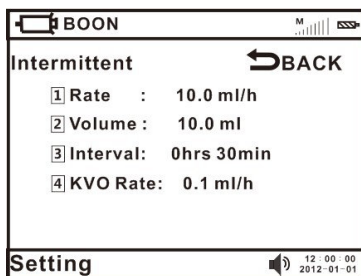 BOON M
Intermittent BACK
1 Rate : 10.0 ml/h
2 Volume : 10.0 ml
3 Interval: 0hrs 30min
4 KVO Rate: 0.1 ml/h
Setting 12:00:00
2012-01-01